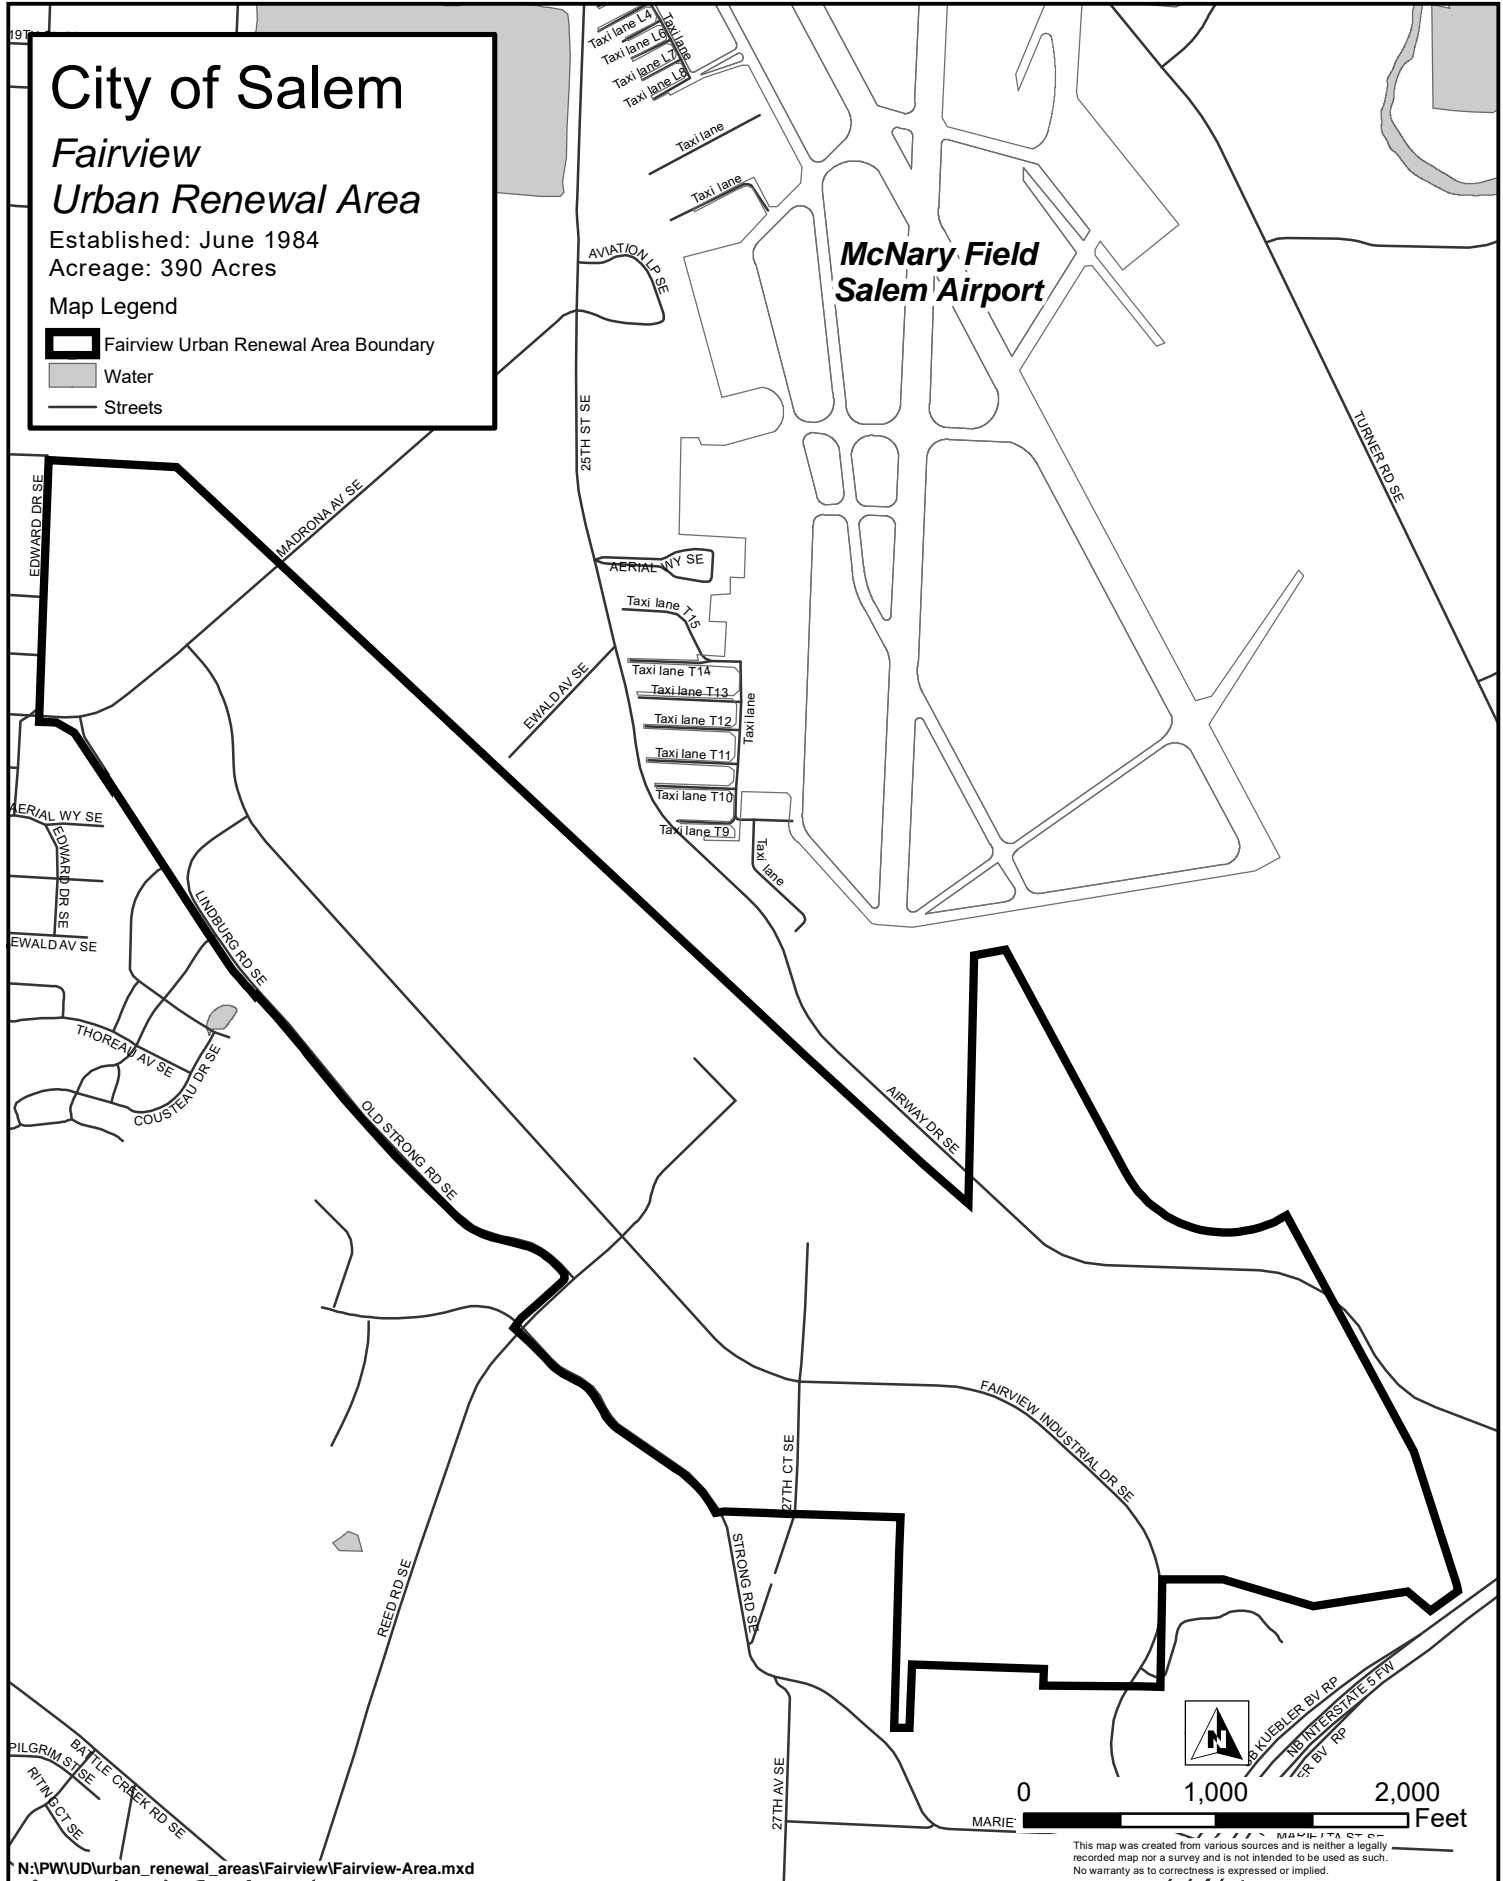 City of Salem
Fairview
Urban Renewal Area
Established: June 1984
Acreage: 390 Acres
Map Legend
Fairview Urban Renewal Area Boundary
Water
Streets
Taxi lane L4
Taxi lane L6
Taxi lane L7
Taxi lane L8
Taxi lane
Taxi lane
Taxi lane
AVIATION LP SE
McNary Field
Salem Airport
25TH ST SE
TURNER RD SE
EDWARD DR SE
MADRONA AV SE
AERIAL WY SE
Taxi lane T15
Taxi lane T14
Taxi lane T13
Taxi lane T12
Taxi lane T11
Taxi lane T10
Taxi lane T9
Taxi lane
Taxi lane
EWALD AV SE
AERIAL WY SE
EDWARD DR SE
EWALD AV SE
LINDBURG RD SE
THOREAU AV SE
COUSTEAU DR SE
OLD STRONG RD SE
AIRWAY DR SE
FAIRVIEW INDUSTRIAL DR SE
27TH CT SE
STRONG RD SE
REED RD SE
27TH AV SE
PILGRIM ST SE
BATTLE CREEK RD SE
RITING CT SE
KUEBLER BV RP
NB INTERSTATE 5 FW
ER BV RP
N
0 1,000 2,000
Feet
MARIE
MARIETTA ST SE
This map was created from various sources and is neither a legally
recorded map nor a survey and is not intended to be used as such.
No warranty as to correctness is expressed or implied.
N:\PW\UD\urban_renewal_areas\Fairview\Fairview-Area.mxd